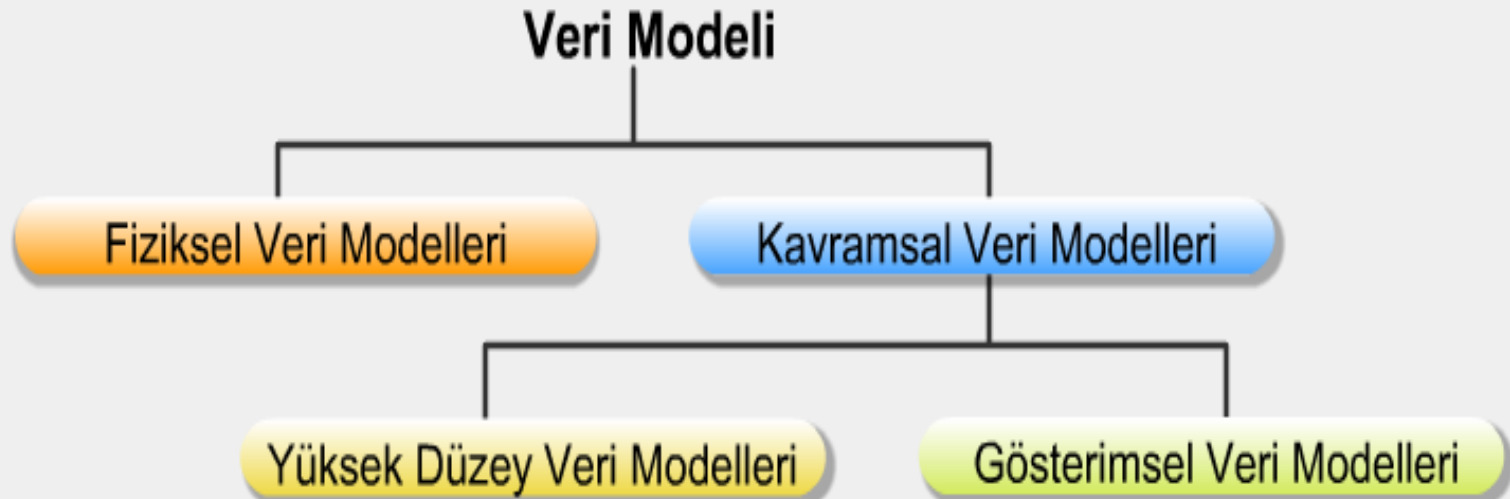 Veri Modeli
Fiziksel Veri Modelleri
Kavramsal Veri Modelleri
Yüksek Düzey Veri Modelleri
Gösterimsel Veri Modelleri